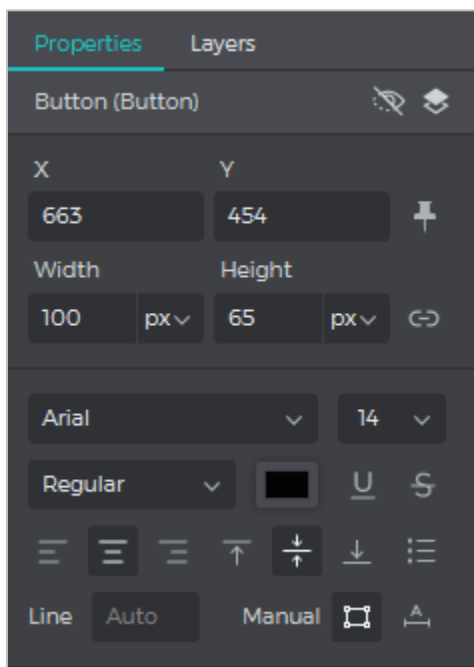 Properties Layers
Button (Button)
X Y
663 454
Width Height
100 px 65 px
Arial 14
Regular U S
Line Auto Manual A